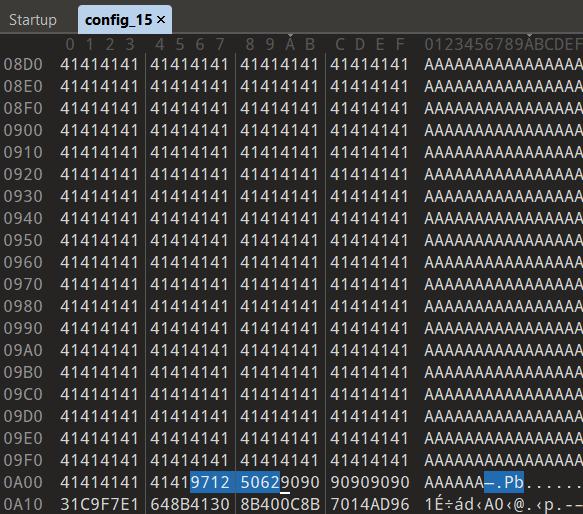 Startup config_15 ×
0 1 2 3 4 5 6 7 8 9 A B C D E F 0123456789ABCDEF
08D0 41414141 41414141 41414141 41414141 AAAAAAAAAAAAAAAA
08E0 41414141 41414141 41414141 41414141 AAAAAAAAAAAAAAAA
08F0 41414141 41414141 41414141 41414141 AAAAAAAAAAAAAAAA
0900 41414141 41414141 41414141 41414141 AAAAAAAAAAAAAAAA
0910 41414141 41414141 41414141 41414141 AAAAAAAAAAAAAAAA
0920 41414141 41414141 41414141 41414141 AAAAAAAAAAAAAAAA
0930 41414141 41414141 41414141 41414141 AAAAAAAAAAAAAAAA
0940 41414141 41414141 41414141 41414141 AAAAAAAAAAAAAAAA
0950 41414141 41414141 41414141 41414141 AAAAAAAAAAAAAAAA
0960 41414141 41414141 41414141 41414141 AAAAAAAAAAAAAAAA
0970 41414141 41414141 41414141 41414141 AAAAAAAAAAAAAAAA
0980 41414141 41414141 41414141 41414141 AAAAAAAAAAAAAAAA
0990 41414141 41414141 41414141 41414141 AAAAAAAAAAAAAAAA
09A0 41414141 41414141 41414141 41414141 AAAAAAAAAAAAAAAA
09B0 41414141 41414141 41414141 41414141 AAAAAAAAAAAAAAAA
09C0 41414141 41414141 41414141 41414141 AAAAAAAAAAAAAAAA
09D0 41414141 41414141 41414141 41414141 AAAAAAAAAAAAAAAA
09E0 41414141 41414141 41414141 41414141 AAAAAAAAAAAAAAAA
09F0 41414141 41414141 41414141 41414141 AAAAAAAAAAAAAAAA
0A00 41414141 41419712 50629090 90909090 AAAAAA—.Pb......
0A10 31C9F7E1 648B4130 8B400C8B 7014AD96 1É÷ád‹A0‹@.‹p.-–